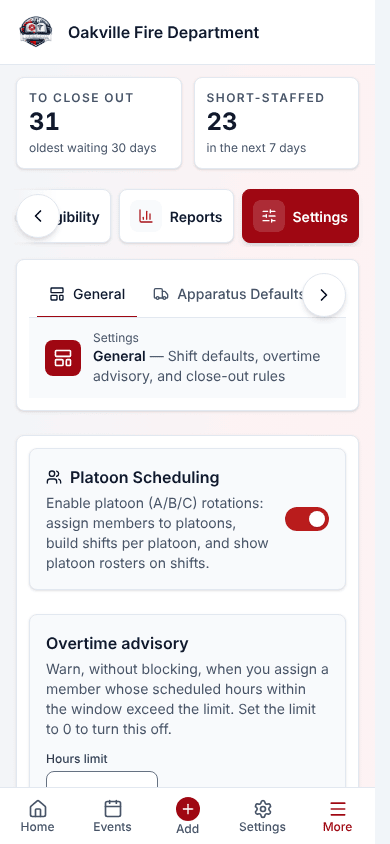 Oakville Fire Department
TO CLOSE OUT
31
oldest waiting 30 days
SHORT-STAFFED
23
in the next 7 days
gibility
Reports
Settings
General
Apparatus Defaults
Settings
General — Shift defaults, overtime
advisory, and close-out rules
Platoon Scheduling
Enable platoon (A/B/C) rotations:
assign members to platoons,
build shifts per platoon, and show
platoon rosters on shifts.
Overtime advisory
Warn, without blocking, when you assign a
member whose scheduled hours within
the window exceed the limit. Set the limit
to 0 to turn this off.
Hours limit
Home
Events
Add
Settings
More